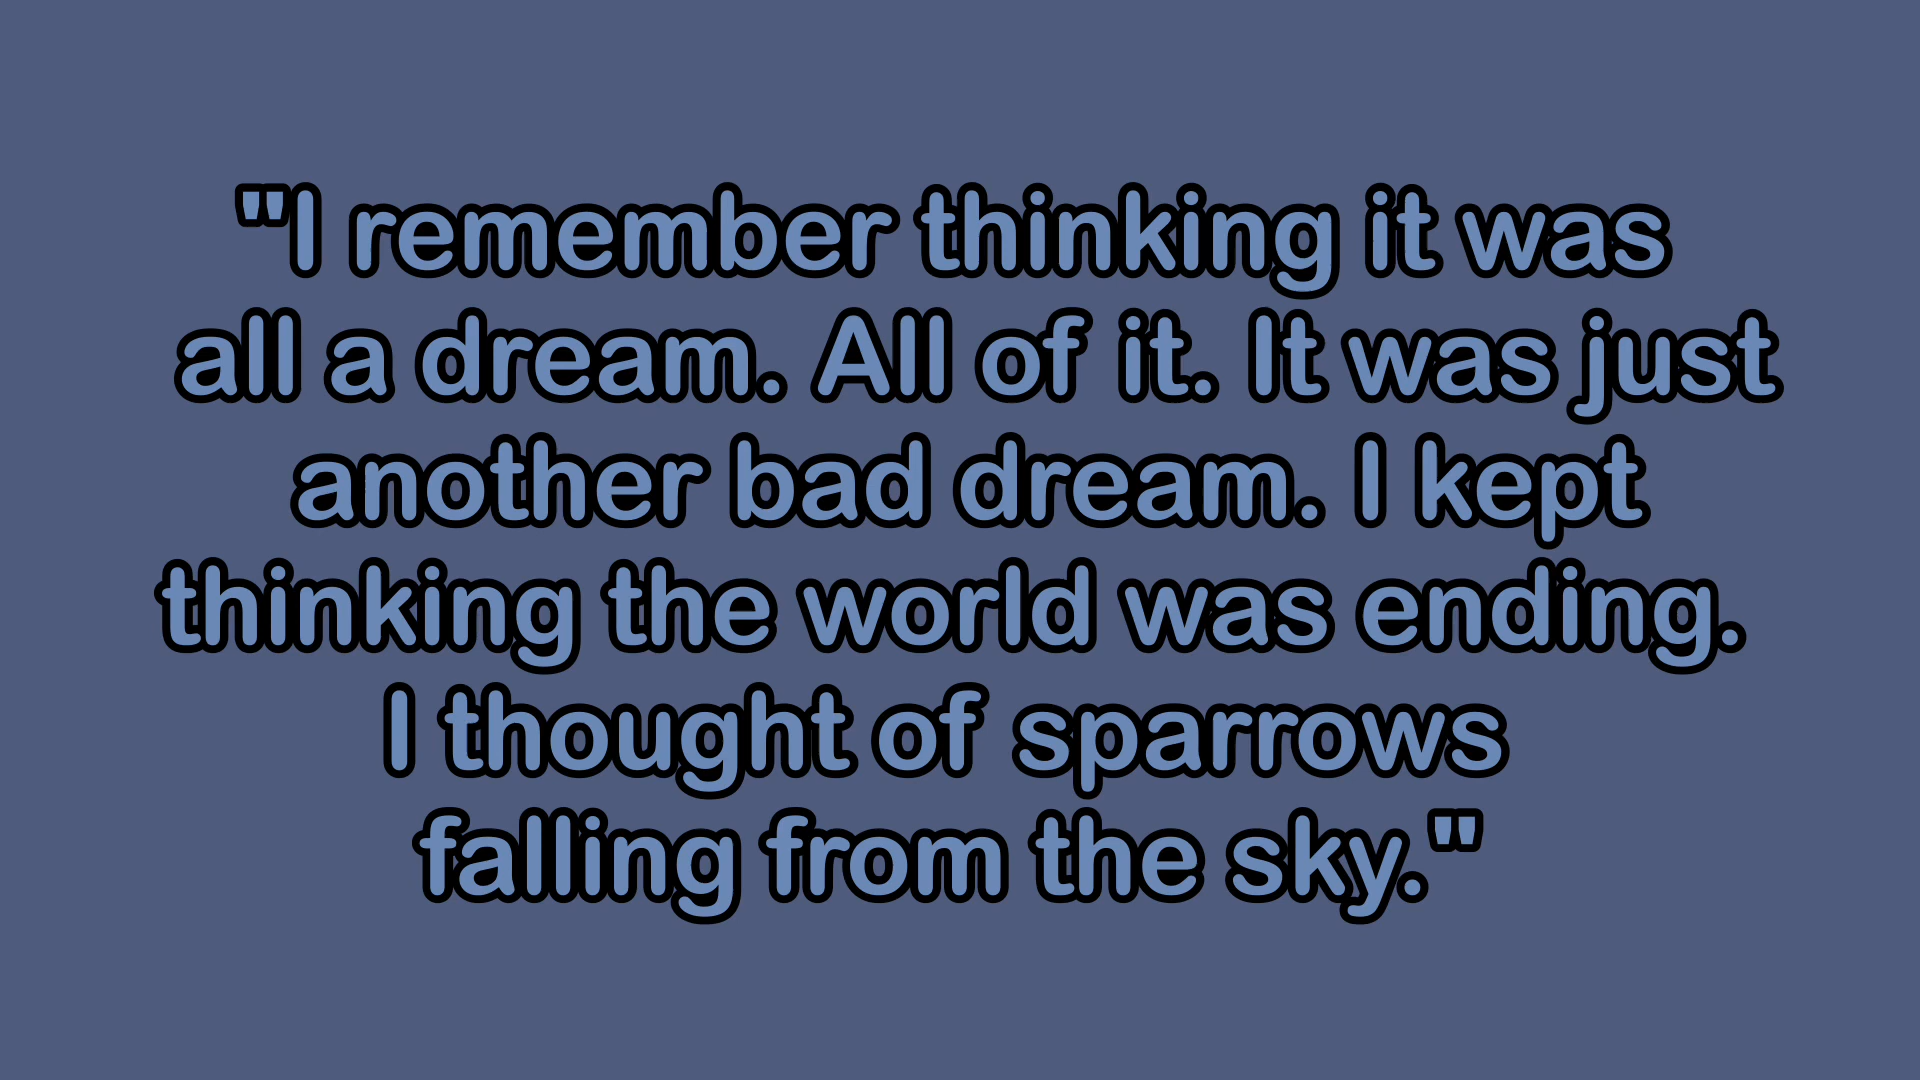 "I remember thinking it was
all a dream. All of it. It was just
another bad dream. I kept
thinking the world was ending.
I thought of sparrows
falling from the sky."